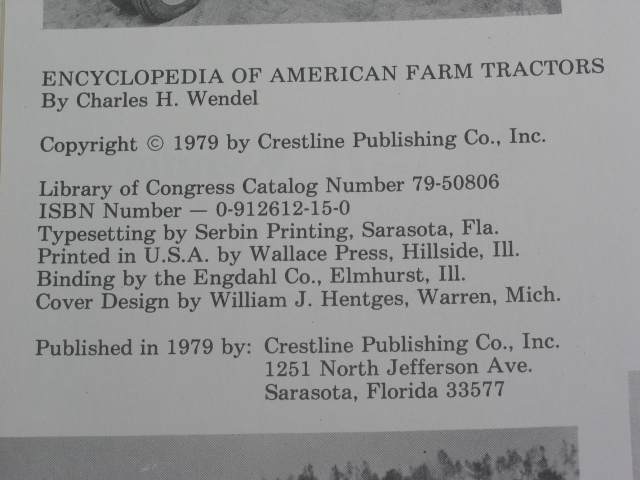 ENCYCLOPEDIA OF AMERICAN FARM TRACTORS
By Charles H. Wendel
Copyright © 1979 by Crestline Publishing Co., Inc.
Library of Congress Catalog Number 79-50806
ISBN Number — 0-912612-15-0
Typesetting by Serbin Printing, Sarasota, Fla.
Printed in U.S.A. by Wallace Press, Hillside, Ill.
Binding by the Engdahl Co., Elmhurst, Ill.
Cover Design by William J. Hentges, Warren, Mich.
Published in 1979 by: Crestline Publishing Co., Inc.
1251 North Jefferson Ave.
Sarasota, Florida 33577